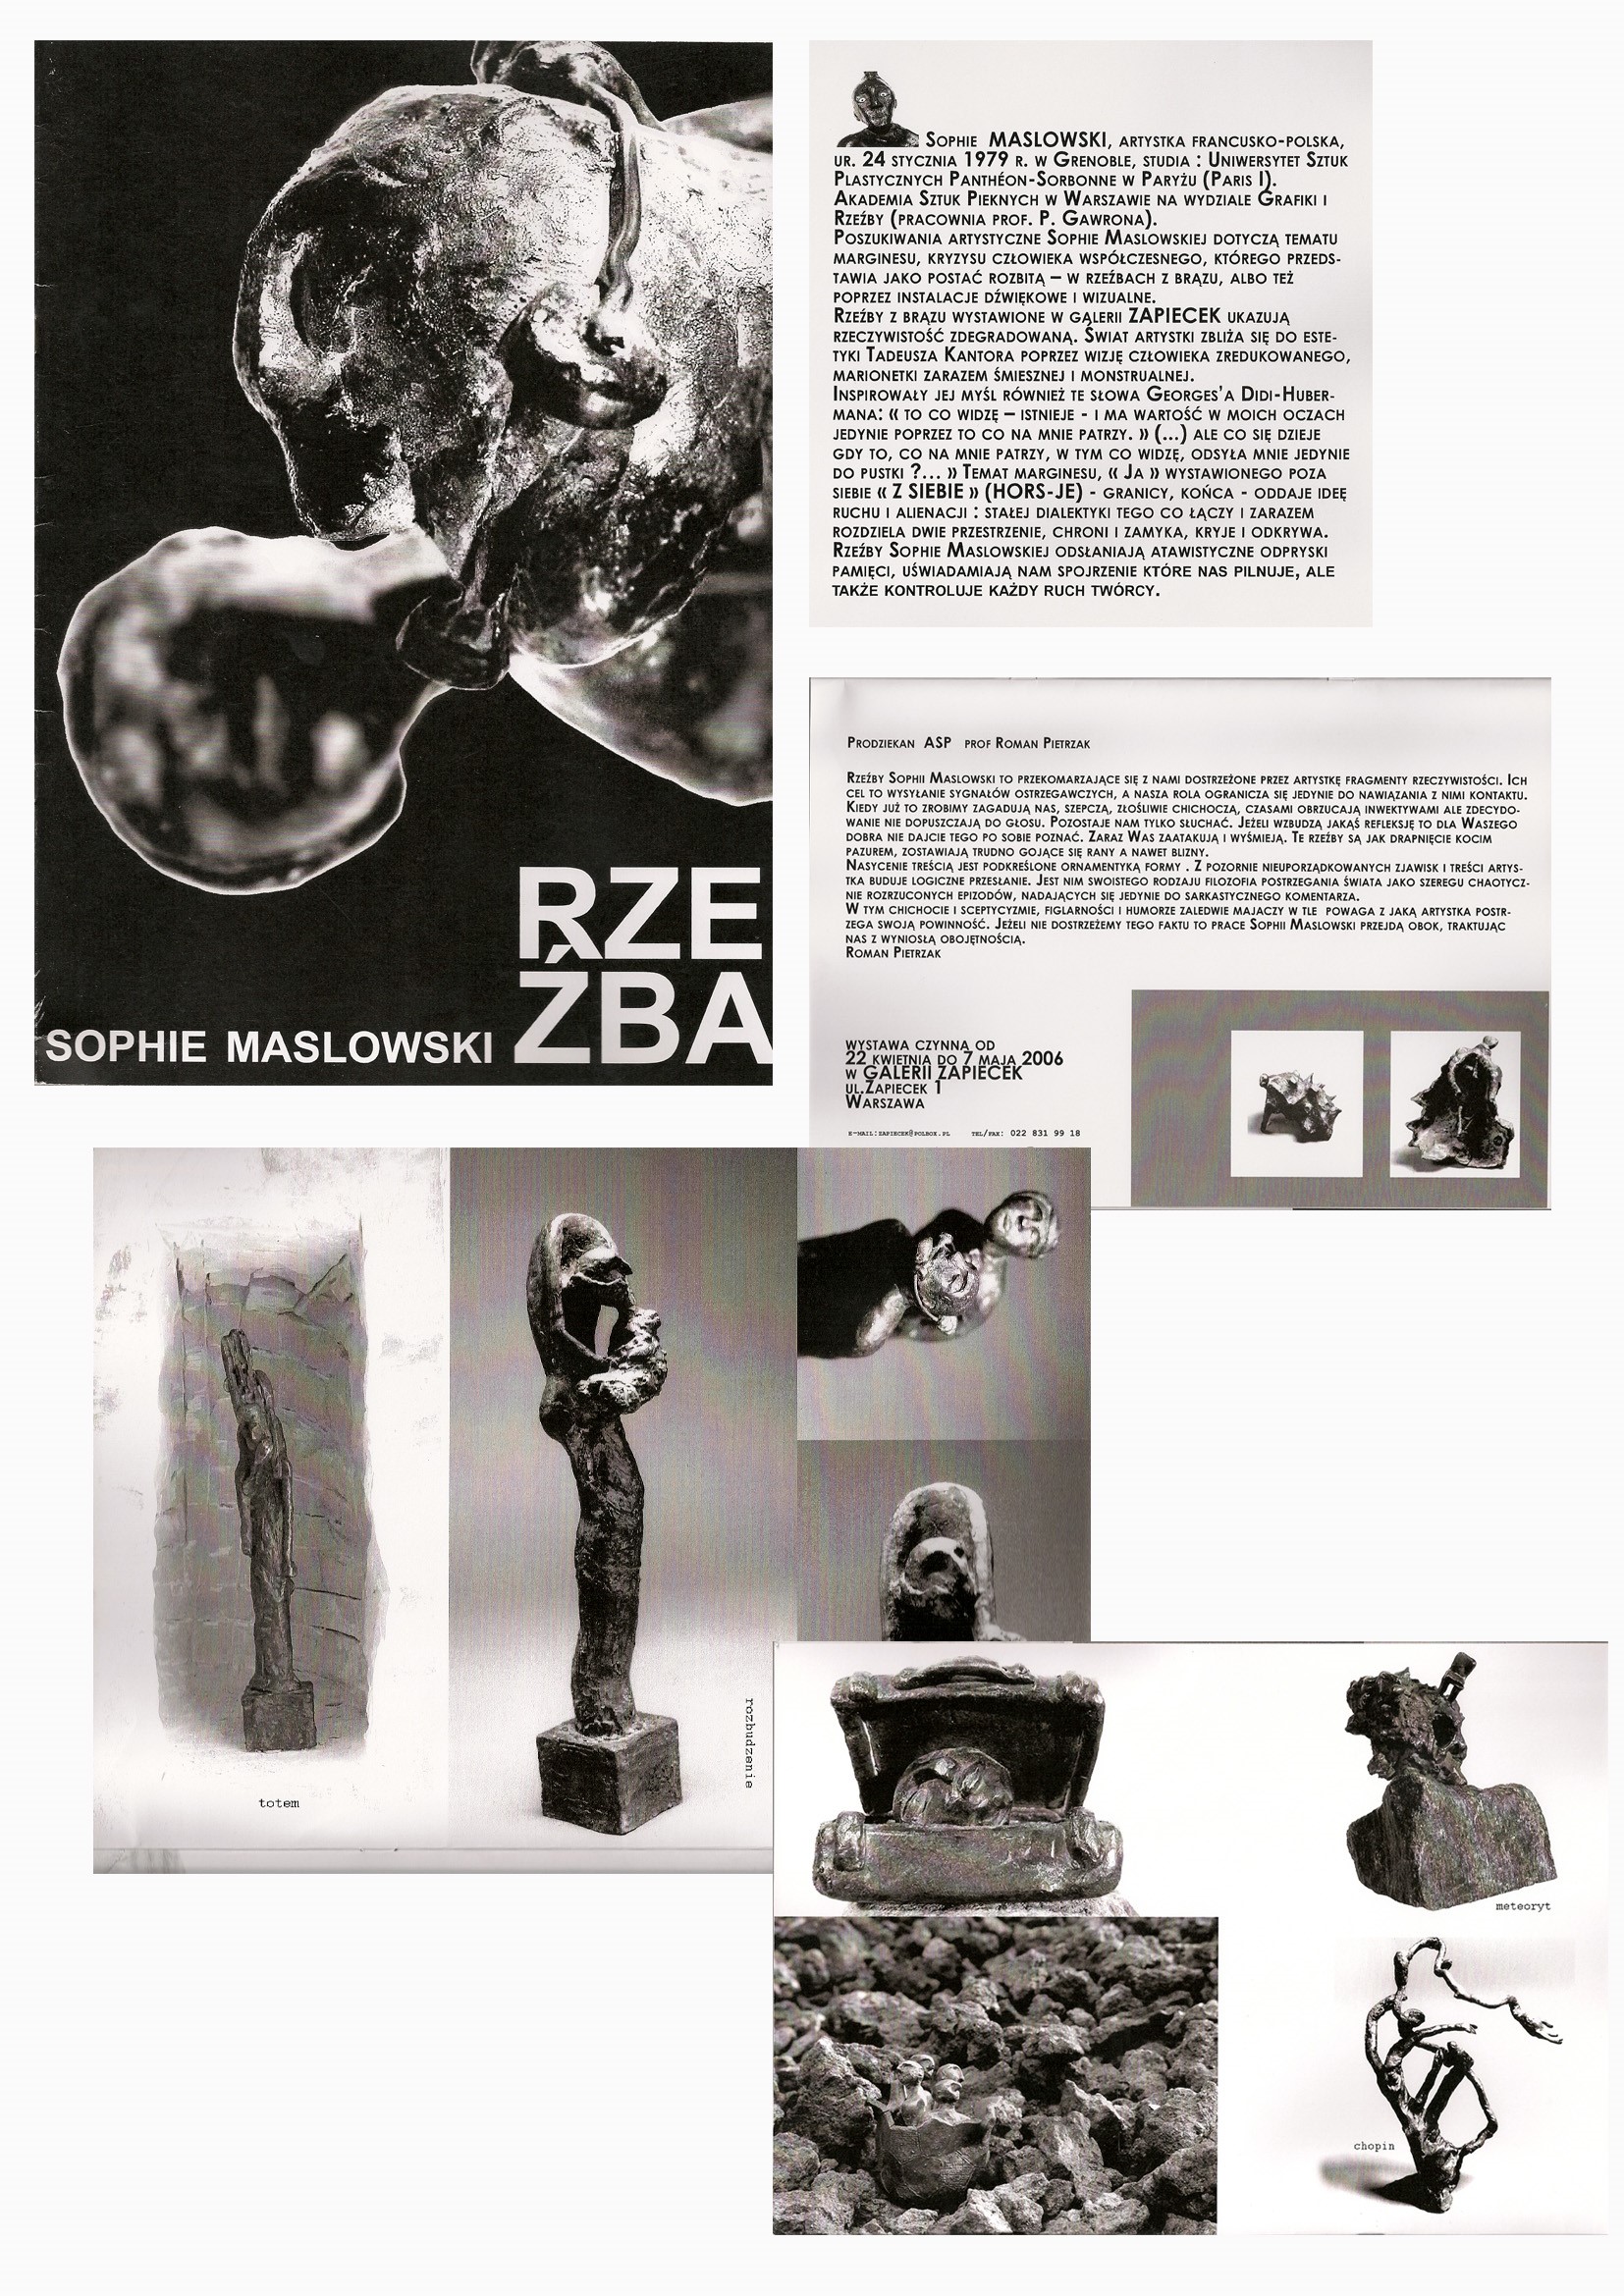 RZE
ŹBA
SOPHIE MASLOWSKI
Sophie MASLOWSKI, artystka francusko-polska,
ur. 24 stycznia 1979 r. w Grenoble, studia : Uniwersytet Sztuk
Plastycznych Panthéon-Sorbonne w Paryżu (Paris I).
Akademia Sztuk Pieknych w Warszawie na wydziale Grafiki i
Rzeźby (pracownia prof. P. Gawrona).
Poszukiwania artystyczne Sophie Maslowskiej dotyczą tematu
marginesu, kryzysu człowieka współczesnego, którego przeds-
tawia jako postać rozbitą – w rzeźbach z brązu, albo też
poprzez instalacje dźwiękowe i wizualne.
Rzeźby z brązu wystawione w galerii ZAPIECEK ukazują
rzeczywistość zdegradowaną. Świat artystki zbliża się do este-
tyki Tadeusza Kantora poprzez wizję człowieka zredukowanego,
marionetki zarazem śmiesznej i monstrualnej.
Inspirowały jej myśl również te słowa Georges'a Didi-Huber-
mana: « to co widzę – istnieje - i ma wartość w moich oczach
jedynie poprzez to co na mnie patrzy. » (...) ale co się dzieje
gdy to, co na mnie patrzy, w tym co widzę, odsyła mnie jedynie
do pustki ?... » Temat marginesu, « Ja » wystawionego poza
siebie « Z SIEBIE » (HORS-JE) - granicy, końca - oddaje ideę
ruchu i alienacji : stałej dialektyki tego co łączy i zarazem
rozdziela dwie przestrzenie, chroni i zamyka, kryje i odkrywa.
Rzeźby Sophie Maslowskiej odsłaniają atawistyczne odpryski
pamięci, uświadamiają nam spojrzenie które nas pilnuje, ale
także kontroluje każdy ruch twórcy.
Prodziekan ASP prof Roman Pietrzak
Rzeźby Sophii Maslowski to przekomarzające się z nami dostrzeżone przez artystkę fragmenty rzeczywistości. Ich
cel to wysyłanie sygnałów ostrzegawczych, a nasza rola ogranicza się jedynie do nawiązania z nimi kontaktu.
Kiedy już to zrobimy zagadują nas, szepczą, złośliwie chichoczą, czasami obrzucają inwektywami ale zdecydo-
wanie nie dopuszczają do głosu. Pozostaje nam tylko słuchać. Jeżeli wzbudzą jakąś refleksję to dla Waszego
dobra nie dajcie tego po sobie poznać. Zaraz Was zaatakują i wyśmieją. Te rzeźby są jak drapnięcie kocim
pazurem, zostawiają trudno gojące się rany a nawet blizny.
Nasycenie treścią jest podkreślone ornamentyką formy . Z pozornie nieuporządkowanych zjawisk i treści artys-
tka buduje logiczne przesłanie. Jest nim swoistego rodzaju filozofia postrzegania świata jako szeregu chaotycz-
nie rozrzuconych epizodów, nadających się jedynie do sarkastycznego komentarza.
W tym chichocie i sceptycyzmie, figlarności i humorze zaledwie majaczy w tle powaga z jaką artystka postr-
zega swoją powinność. Jeżeli nie dostrzeżemy tego faktu to prace Sophii Maslowski przejdą obok, traktując
nas z wyniosłą obojętnością.
Roman Pietrzak
wystawa czynna od
22 kwietnia do 7 maja 2006
w GALERII ZAPIECEK
ul.Zapiecek 1
Warszawa
e-mail:zapiecek@polbox.pl tel/fax: 022 831 99 18
totem
rozbudzenie
meteoryt
chopin